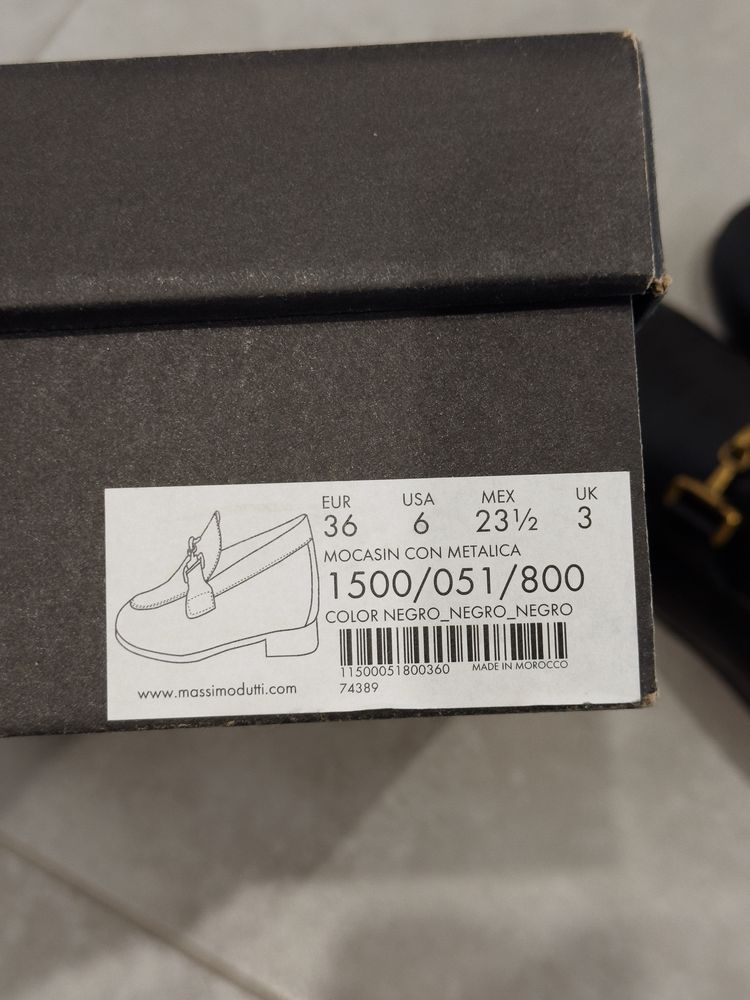 EUR USA MEX UK
36 6 23½ 3
MOCASIN CON METALICA
1500/051/800
COLOR NEGRO_NEGRO_NEGRO
11500051800360 MADE IN MOROCCO
www.massimodutti.com 74389